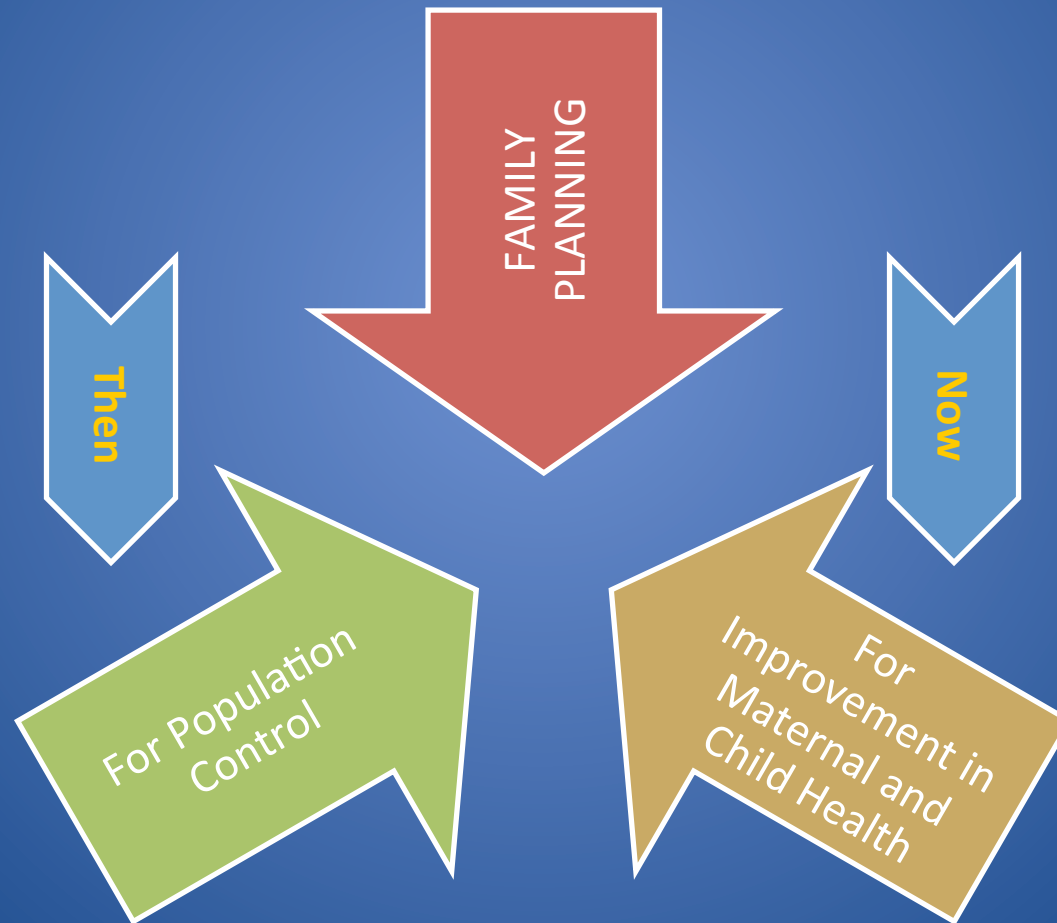 FAMILY
PLANNING
Then
Now
For Population
Control
For
Improvement in
Maternal and
Child Health